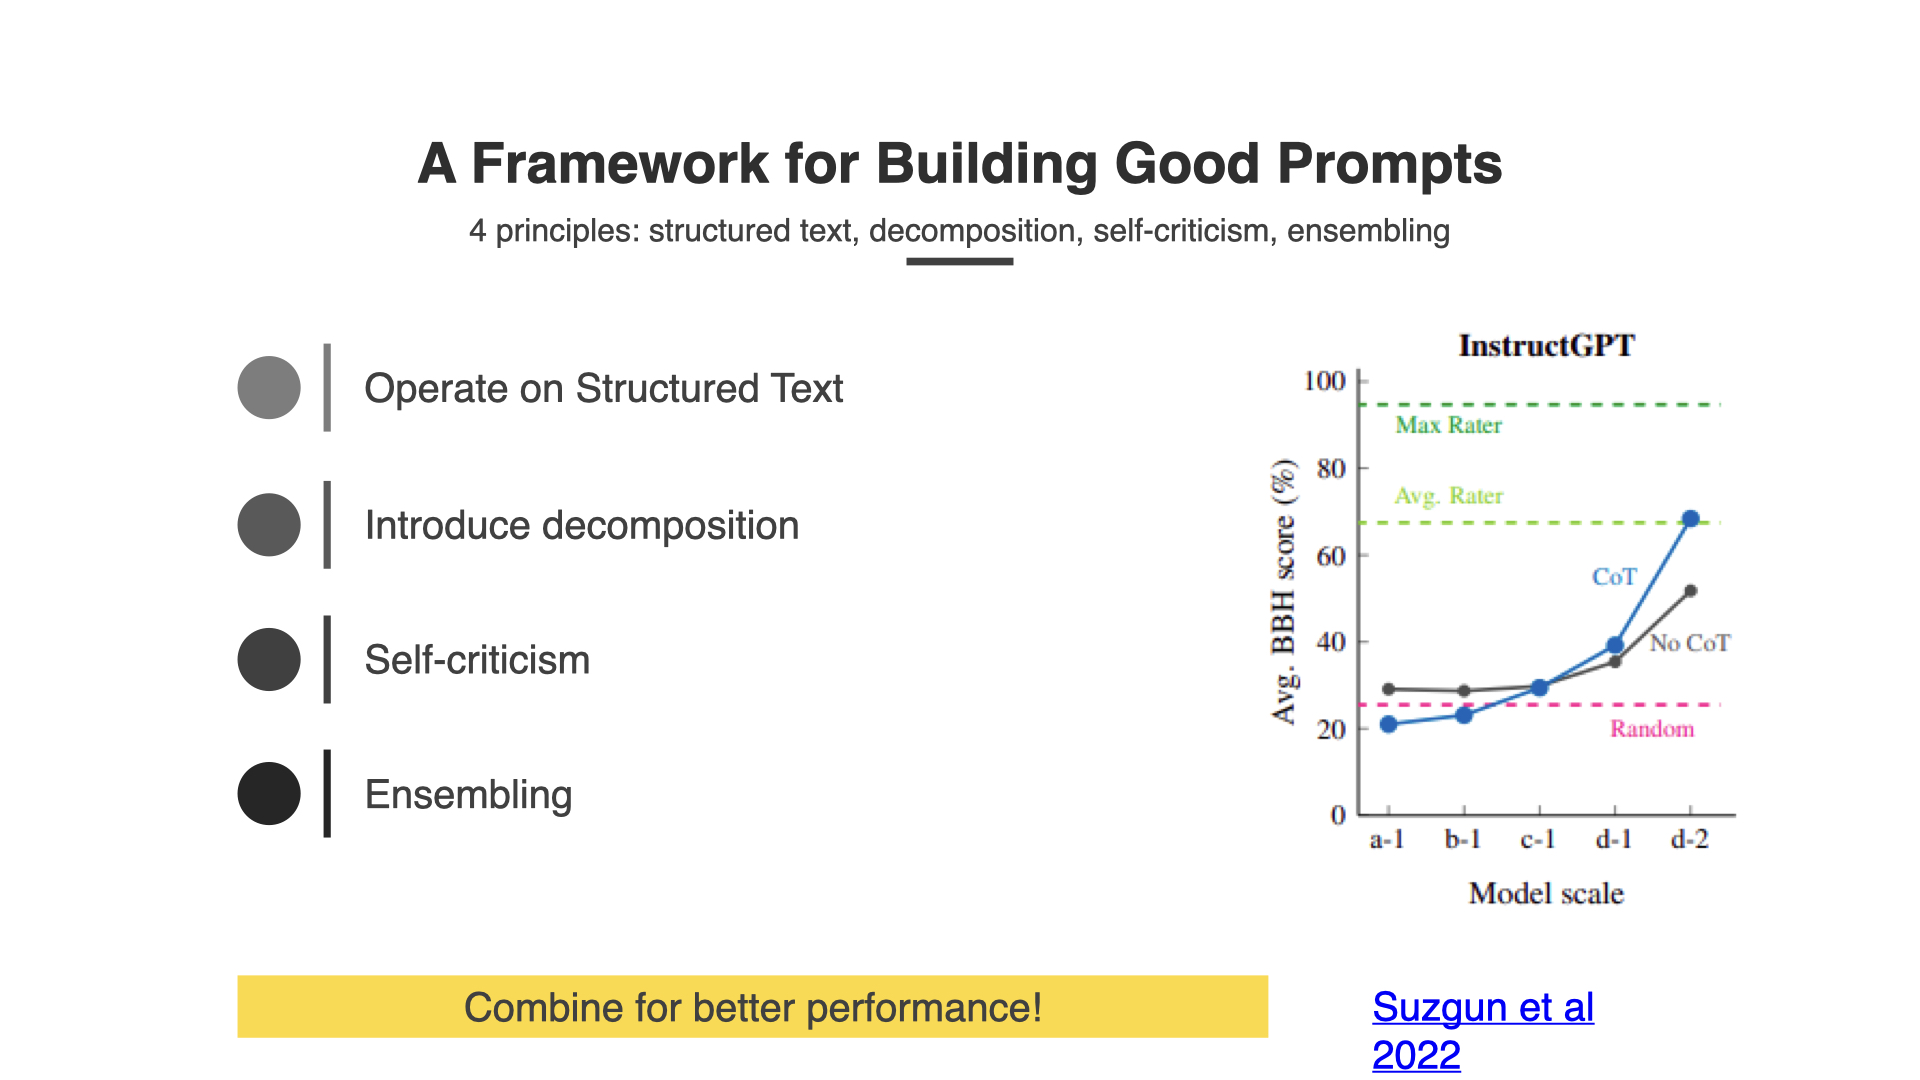 A Framework for Building Good Prompts
4 principles: structured text, decomposition, self-criticism, ensembling
Operate on Structured Text
Introduce decomposition
Self-criticism
Ensembling
Combine for better performance!
InstructGPT
Avg. BBH score (%)
100
80
60
40
20
0
Max Rater
Avg. Rater
CoT
No CoT
Random
a-1 b-1 c-1 d-1 d-2
Model scale
Suzgun et al
2022